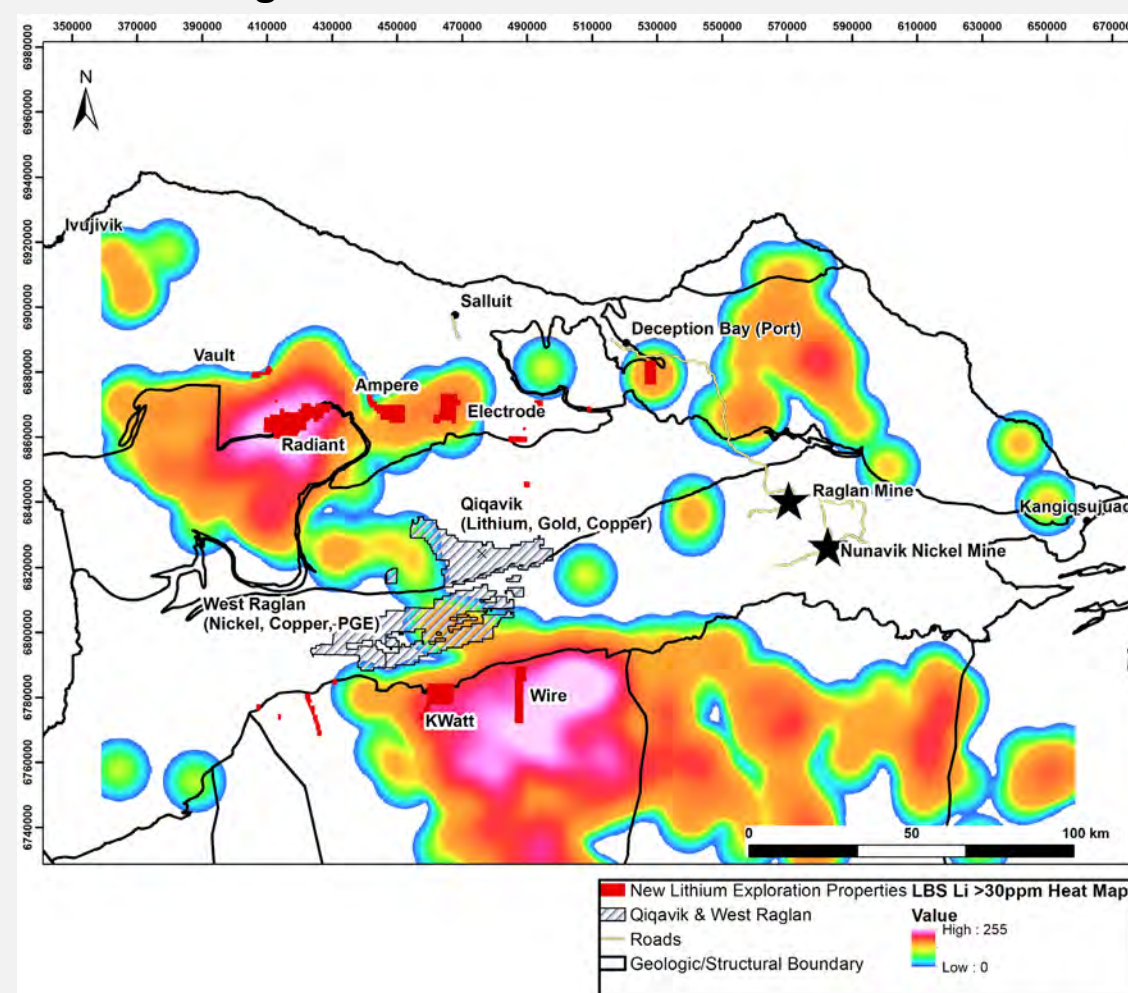 350000 370000 390000 410000 430000 450000 470000 490000 510000 530000 550000 570000 590000 610000 630000 650000 670000
6980000
6960000
6940000
6920000
6900000
6880000
6860000
6840000
6820000
6800000
6780000
6760000
6740000
N
Ivujivik
Salluit
Deception Bay (Port)
Vault
Ampere
Electrode
Radiant
Raglan Mine
Kangiqsujuaq
Qiqavik
(Lithium, Gold, Copper)
Nunavik Nickel Mine
West Raglan
(Nickel, Copper, PGE)
Wire
KWatt
0 50 100 km
New Lithium Exploration Properties
Qiqavik & West Raglan
Roads
Geologic/Structural Boundary
LBS Li >30ppm Heat Map
Value
High : 255
Low : 0